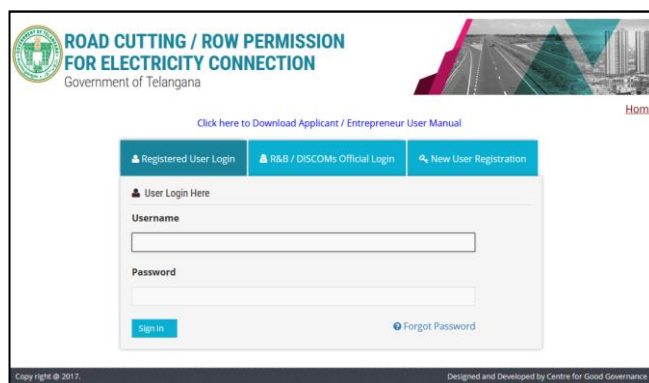 ROAD CUTTING / ROW PERMISSION
FOR ELECTRICITY CONNECTION
Government of Telangana
Hom
Click here to Download Applicant / Entrepreneur User Manual
Registered User Login
R&B / DISCOMs Official Login
New User Registration
User Login Here
Username
Password
Sign In
Forgot Password
Copy right @ 2017.
Designed and Developed by Centre for Good Governance